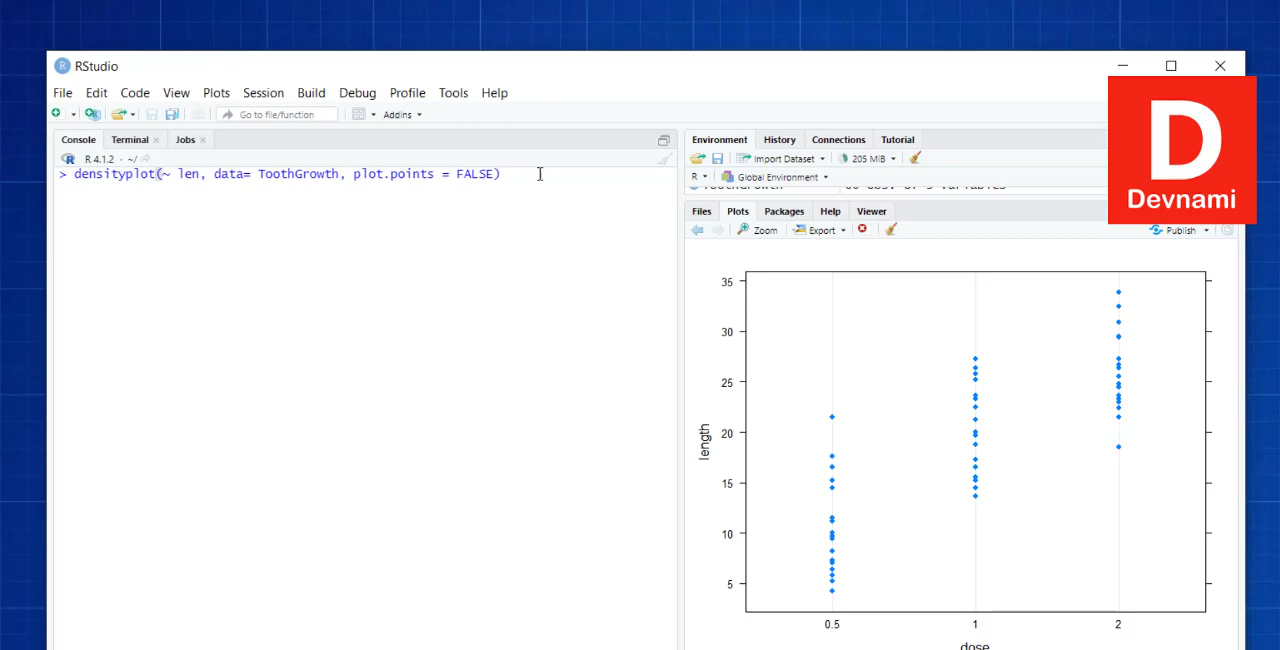 RStudio
File Edit Code View Plots Session Build Debug Profile Tools Help
Go to file/function Addins
Console Terminal Jobs
R 4.1.2 · ~/
> densityplot(~ len, data= ToothGrowth, plot.points = FALSE)
Environment History Connections Tutorial
Import Dataset 205 MiB
R Global Environment
Files Plots Packages Help Viewer
Zoom Export Publish
D
Devnami
35
30
25
20
15
10
5
length
0.5 1 2
dose